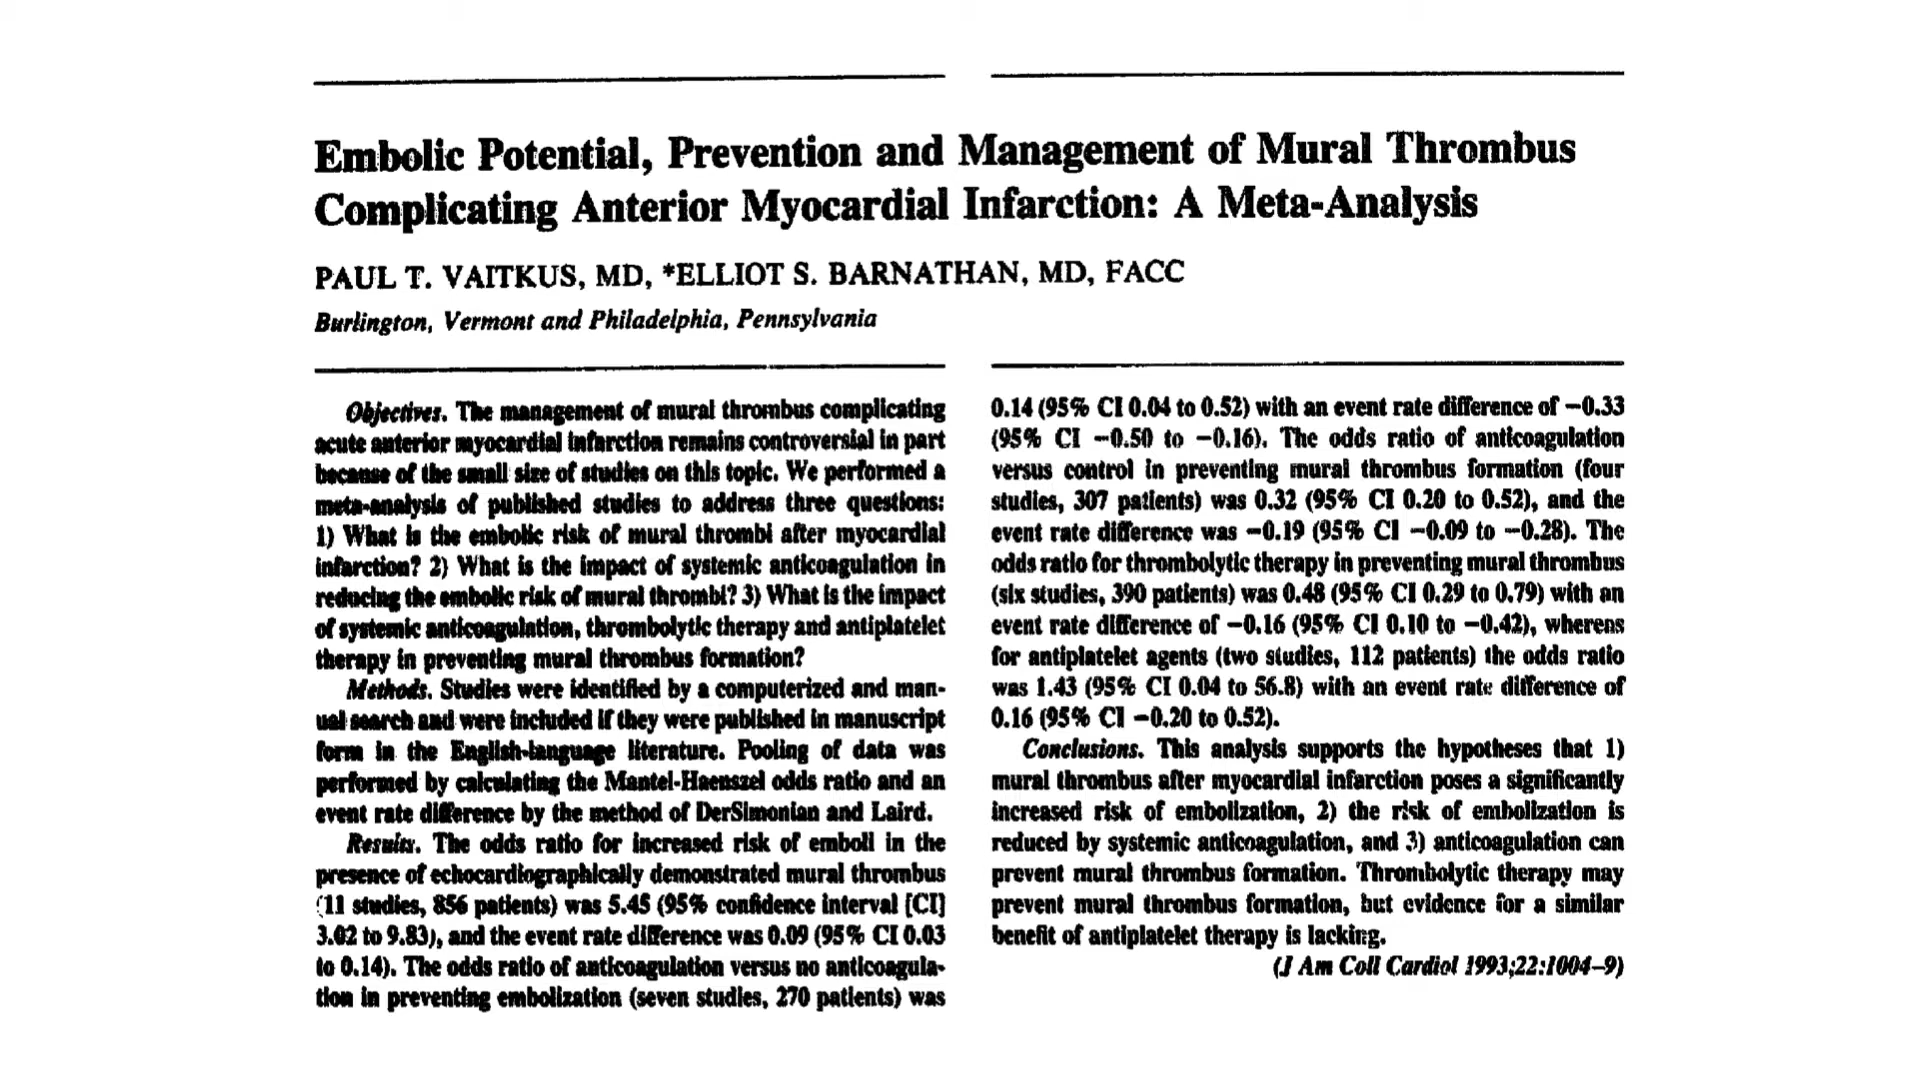 Embolic Potential, Prevention and Management of Mural Thrombus
Complicating Anterior Myocardial Infarction: A Meta-Analysis
PAUL T. VAITKUS, MD, *ELLIOT S. BARNATHAN, MD, FACC
Burlington, Vermont and Philadelphia, Pennsylvania
Objectives. The management of mural thrombus complicating
acute anterior myocardial infarction remains controversial in part
because of the small size of studies on this topic. We performed a
meta-analysis of published studies to address three questions:
1) What is the embolic risk of mural thrombi after myocardial
infarction? 2) What is the impact of systemic anticoagulation in
reducing the embolic risk of mural thrombi? 3) What is the impact
of systemic anticoagulation, thrombolytic therapy and antiplatelet
therapy in preventing mural thrombus formation?
Methods. Studies were identified by a computerized and man-
ual search and were included if they were published in manuscript
form in the English-language literature. Pooling of data was
performed by calculating the Mantel-Haenszel odds ratio and an
event rate difference by the method of DerSimonian and Laird.
Results. The odds ratio for increased risk of emboli in the
presence of echocardiographically demonstrated mural thrombus
(11 studies, 856 patients) was 5.45 (95% confidence interval [CI]
3.02 to 9.83), and the event rate difference was 0.09 (95% CI 0.03
to 0.14). The odds ratio of anticoagulation versus no anticoagula-
tion in preventing embolization (seven studies, 270 patients) was
0.14 (95% CI 0.04 to 0.52) with an event rate difference of −0.33
(95% CI −0.50 to −0.16). The odds ratio of anticoagulation
versus control in preventing mural thrombus formation (four
studies, 307 patients) was 0.32 (95% CI 0.20 to 0.52), and the
event rate difference was −0.19 (95% CI −0.09 to −0.28). The
odds ratio for thrombolytic therapy in preventing mural thrombus
(six studies, 390 patients) was 0.48 (95% CI 0.29 to 0.79) with an
event rate difference of −0.16 (95% CI 0.10 to −0.42), whereas
for antiplatelet agents (two studies, 112 patients) the odds ratio
was 1.43 (95% CI 0.04 to 56.8) with an event rate difference of
0.16 (95% CI −0.20 to 0.52).
Conclusions. This analysis supports the hypotheses that 1)
mural thrombus after myocardial infarction poses a significantly
increased risk of embolization, 2) the risk of embolization is
reduced by systemic anticoagulation, and 3) anticoagulation can
prevent mural thrombus formation. Thrombolytic therapy may
prevent mural thrombus formation, but evidence for a similar
benefit of antiplatelet therapy is lacking.
(J Am Coll Cardiol 1993;22:1004–9)